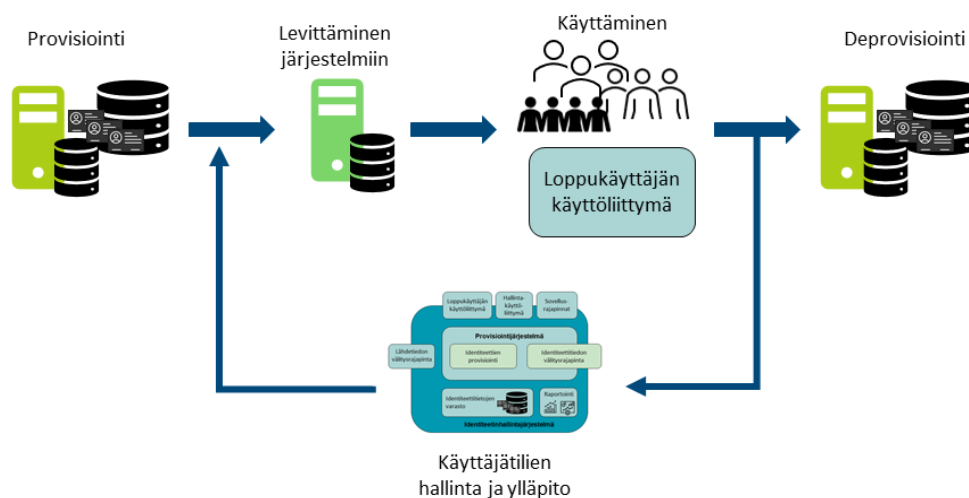 Provisiointi
Levittäminen
järjestelmiin
Käyttäminen
Deprovisiointi
Loppukäyttäjän
käyttöliittymä
Loppukäyttäjän
käyttöliittymä
Hallinta-
käyttö-
liittymä
Sovellus-
rajapinnat
Provisiointijärjestelmä
Lähdetiedon
välitysrajapinta
Identiteettien
provisiointi
Identiteettitiedon
välitysrajapinta
Identiteettitietojen
varasto
Raportointi
Identiteetinhallintajärjestelmä
Käyttäjätilien
hallinta ja ylläpito